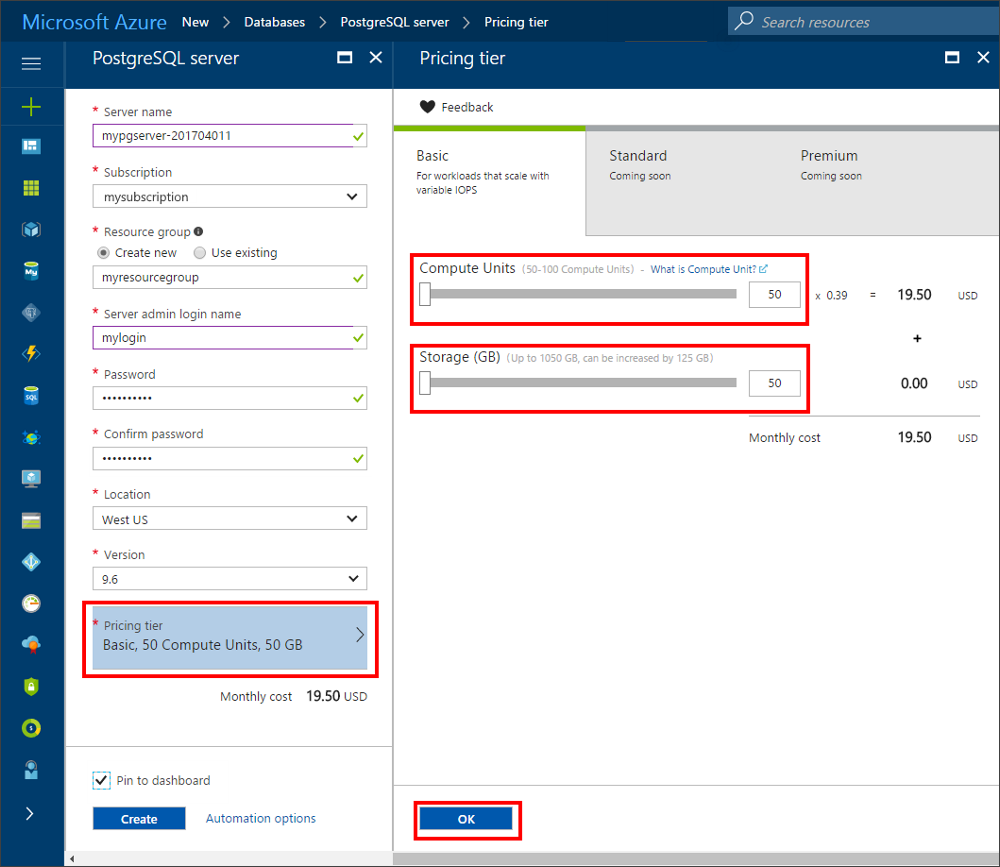 Microsoft Azure New > Databases > PostgreSQL server > Pricing tier
Search resources
PostgreSQL server
* Server name
mypgserver-201704011
* Subscription
mysubscription
* Resource group
Create new Use existing
myresourcegroup
* Server admin login name
mylogin
* Password
••••••••••
* Confirm password
••••••••••
* Location
West US
* Version
9.6
* Pricing tier
Basic, 50 Compute Units, 50 GB
Monthly cost 19.50 USD
Pin to dashboard
Create Automation options
Pricing tier
Feedback
Basic
For workloads that scale with
variable IOPS
Standard
Coming soon
Premium
Coming soon
Compute Units (50-100 Compute Units) - What is Compute Unit?
50 x 0.39 = 19.50 USD
+
Storage (GB) (Up to 1050 GB, can be increased by 125 GB)
50 0.00 USD
Monthly cost 19.50 USD
OK
My
SQL